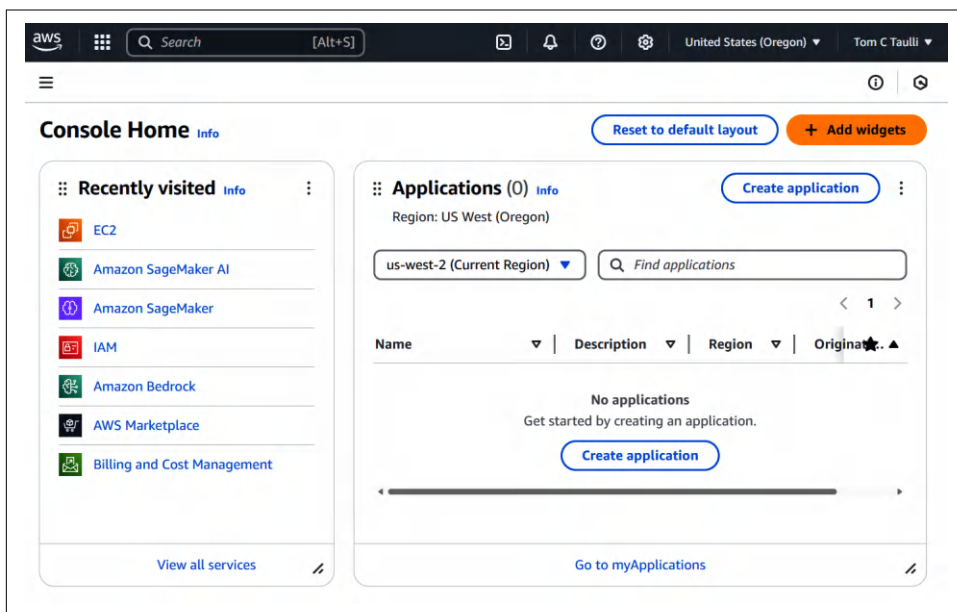 aws Search [Alt+S] United States (Oregon) Tom C Taulli
Console Home Info Reset to default layout + Add widgets
Recently visited Info
EC2
Amazon SageMaker AI
Amazon SageMaker
IAM
Amazon Bedrock
AWS Marketplace
Billing and Cost Management
View all services
Applications (0) Info Create application
Region: US West (Oregon)
us-west-2 (Current Region) Find applications
1
Name Description Region
No applications
Get started by creating an application.
Create application
Go to myApplications